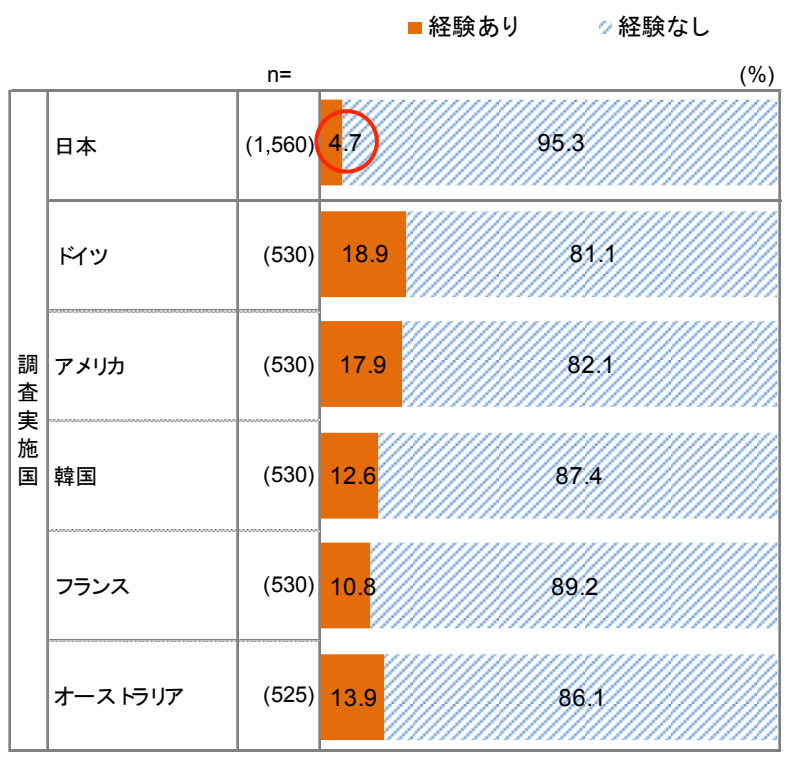 経験あり 経験なし
n= (%)
調査実施国
日本 (1,560) 4.7 95.3
ドイツ (530) 18.9 81.1
アメリカ (530) 17.9 82.1
韓国 (530) 12.6 87.4
フランス (530) 10.8 89.2
オーストラリア (525) 13.9 86.1